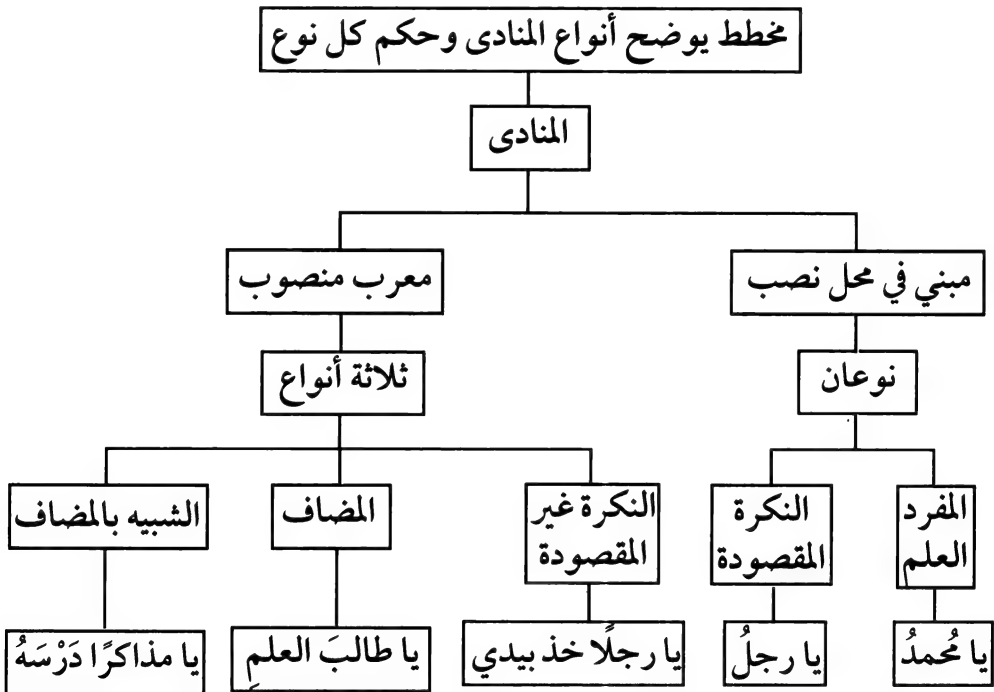 مخطط يوضح أنواع المنادى وحكم كل نوع
المنادى
مبني في محل نصب
معرب منصوب
نوعان
ثلاثة أنواع
المفرد
العلم
النكرة
المقصودة
النكرة غير
المقصودة
المضاف
الشبيه بالمضاف
يا مُحمدُ
يا رجلُ
يا رجلًا خذ بيدي
يا طالبَ العلمِ
يا مذاكرًا دَرْسَهُ